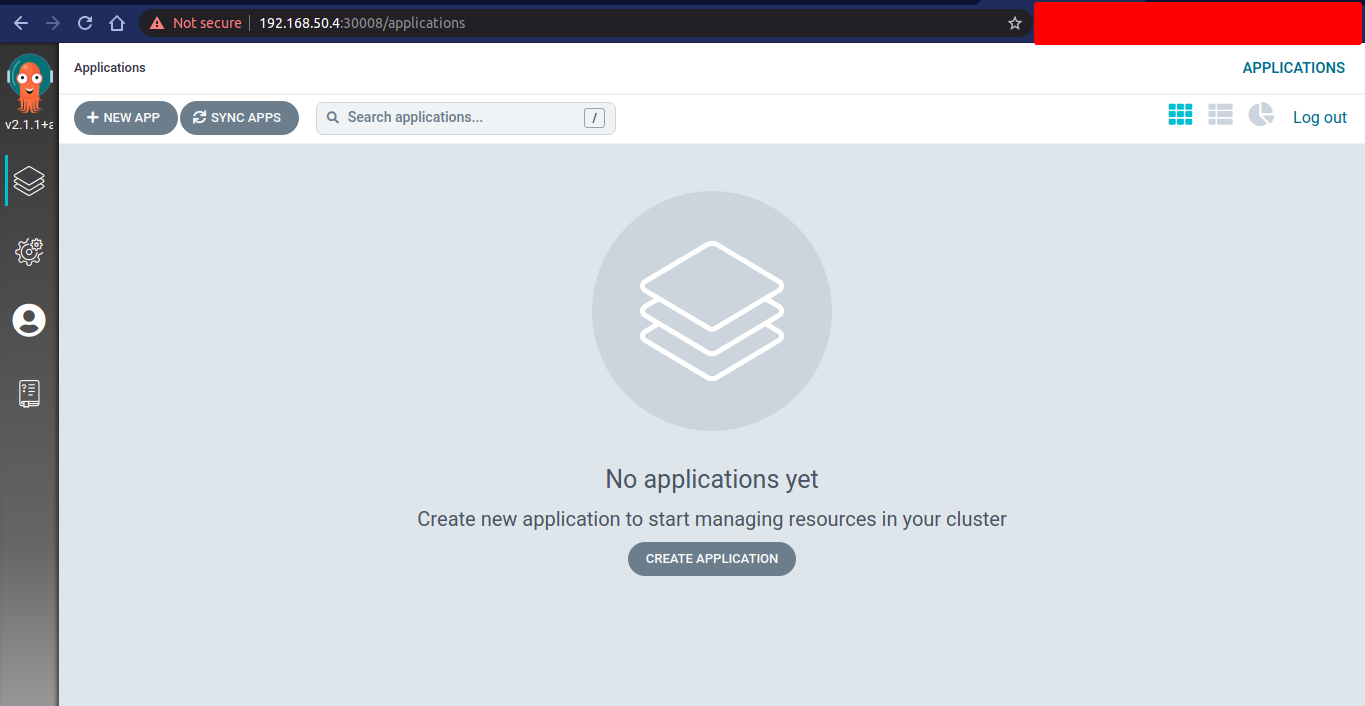 Not secure 192.168.50.4:30008/applications
Applications
APPLICATIONS
v2.1.1+a
NEW APP
SYNC APPS
Search applications...
/
Log out
No applications yet
Create new application to start managing resources in your cluster
CREATE APPLICATION